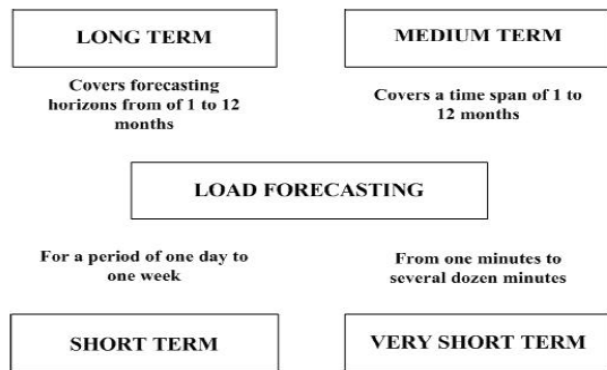 LONG TERM
MEDIUM TERM
Covers forecasting
horizons from of 1 to 12
months
Covers a time span of 1 to
12 months
LOAD FORECASTING
For a period of one day to
one week
From one minutes to
several dozen minutes
SHORT TERM
VERY SHORT TERM